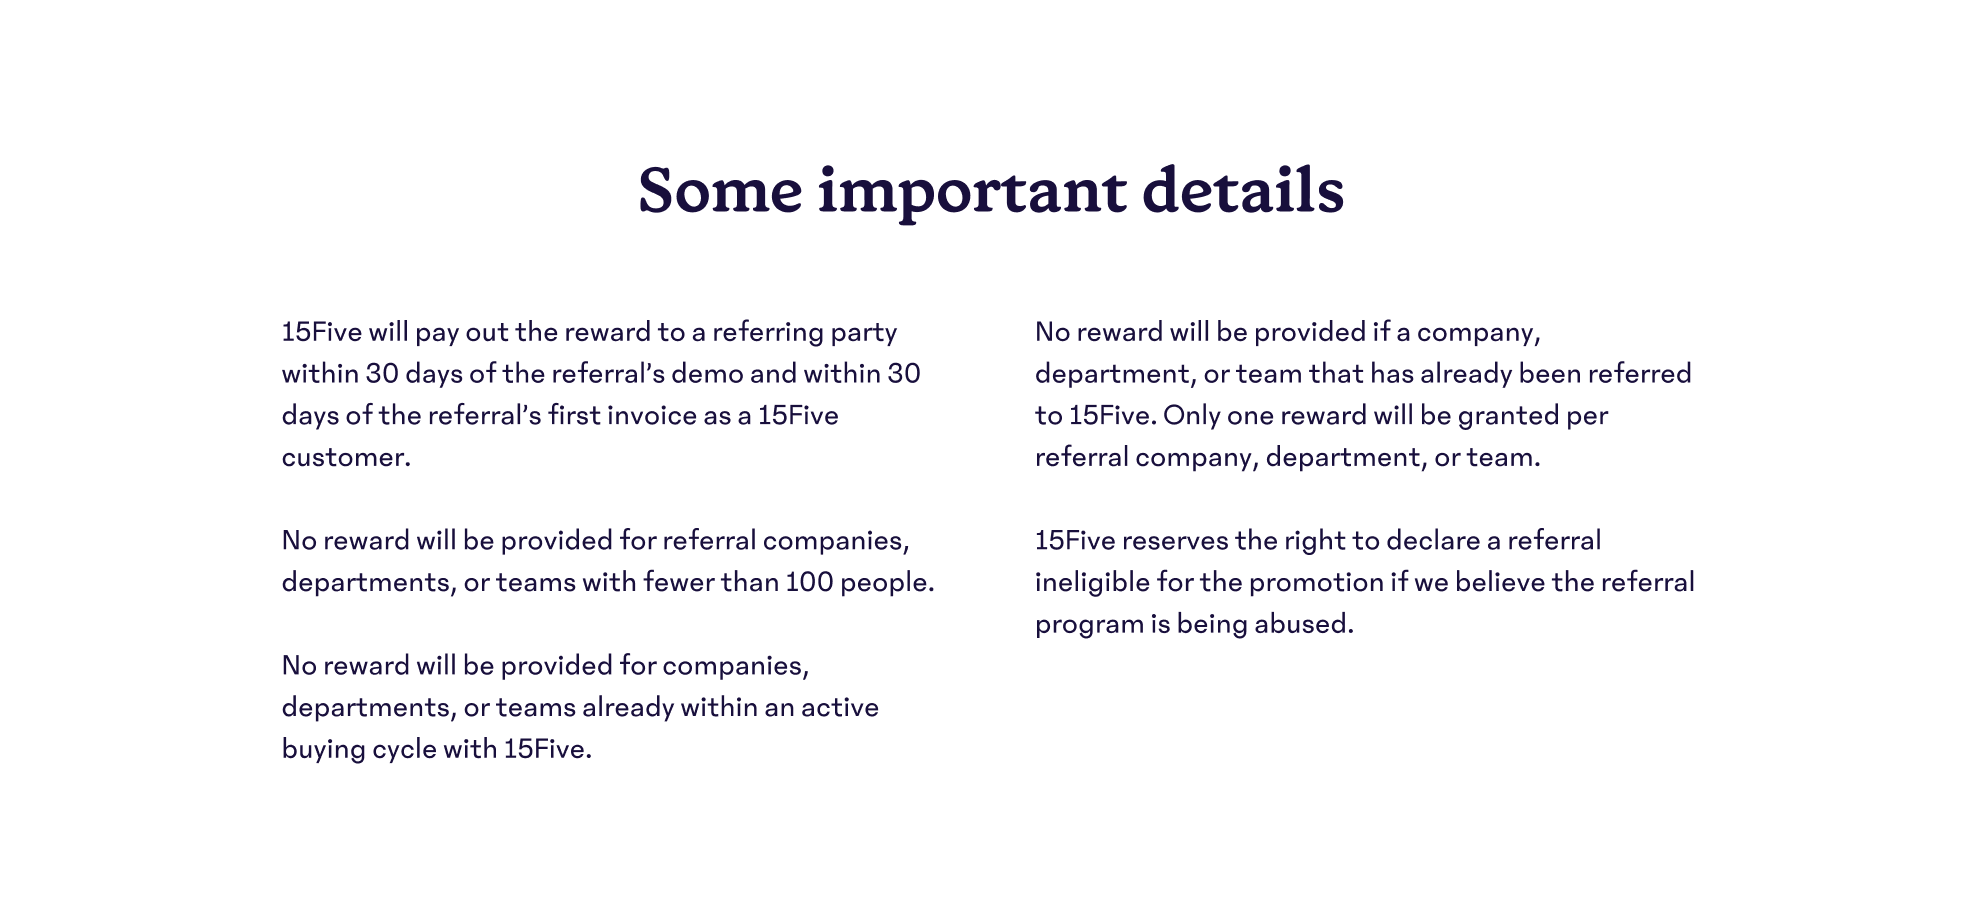 Some important details
15Five will pay out the reward to a referring party
within 30 days of the referral’s demo and within 30
days of the referral’s first invoice as a 15Five
customer.
No reward will be provided for referral companies,
departments, or teams with fewer than 100 people.
No reward will be provided for companies,
departments, or teams already within an active
buying cycle with 15Five.
No reward will be provided if a company,
department, or team that has already been referred
to 15Five. Only one reward will be granted per
referral company, department, or team.
15Five reserves the right to declare a referral
ineligible for the promotion if we believe the referral
program is being abused.